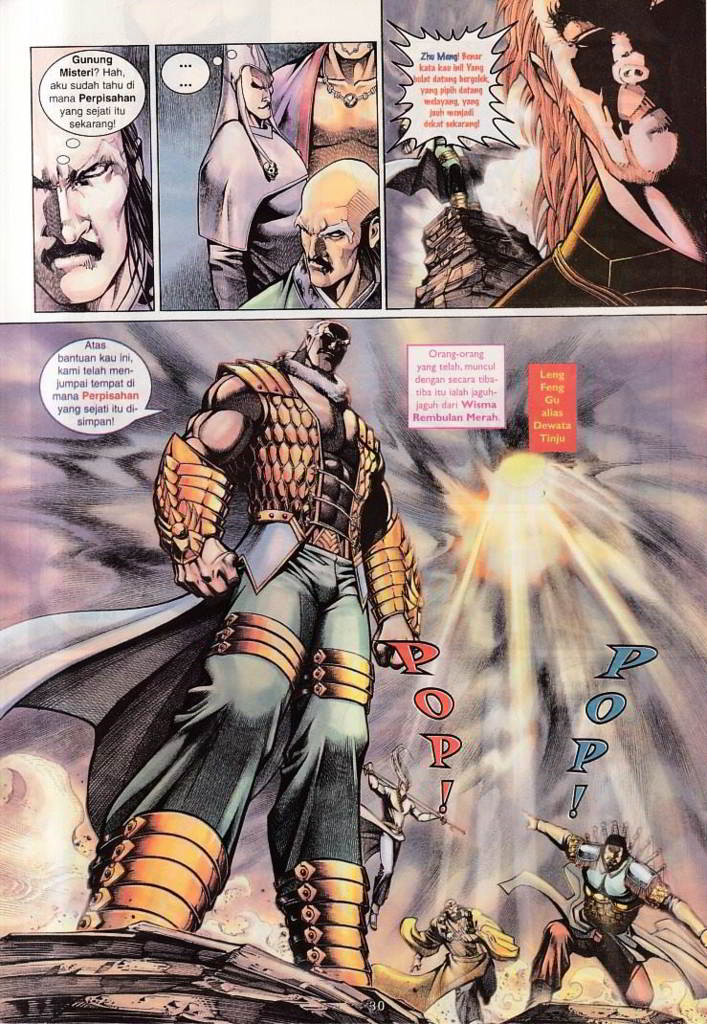 Gunung
Misteri? Hah,
aku sudah tahu di
mana Perpisahan
yang sejati itu
sekarang!
...
...
Zhu Meng! Benar
kata kau ini! Yang
bulat datang bergolek,
yang pipih datang
melayang, yang
jauh menjadi
dekat sekarang!
Atas
bantuan kau ini,
kami telah men-
jumpai tempat di
mana Perpisahan
yang sejati itu di-
simpan!
Orang-orang
yang telah, muncul
dengan secara tiba-
tiba itu ialah jaguh-
jaguh dari Wisma
Rembulan Merah.
Leng
Feng
Gu
alias
Dewata
Tinju
POP!
POP!
30